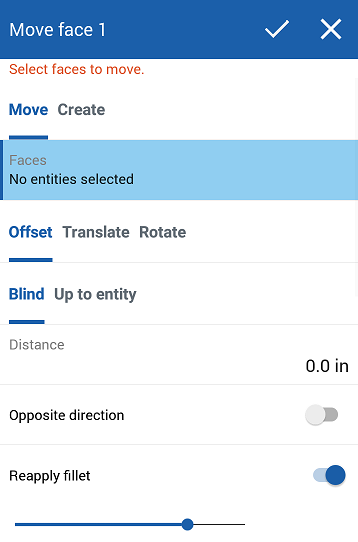 Move face 1
Select faces to move.
Move Create
Faces
No entities selected
Offset Translate Rotate
Blind Up to entity
Distance
0.0 in
Opposite direction
Reapply fillet